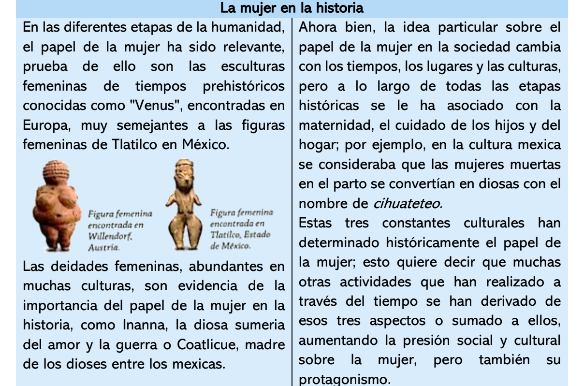 La mujer en la historia
En las diferentes etapas de la humanidad,
el papel de la mujer ha sido relevante,
prueba de ello son las esculturas
femeninas de tiempos prehistóricos
conocidas como "Venus", encontradas en
Europa, muy semejantes a las figuras
femeninas de Tlatilco en México.
Figura femenina
encontrada en
Willendorf,
Austria.
Figura femenina
encontrada en
Tlatilco, Estado
de México.
Las deidades femeninas, abundantes en
muchas culturas, son evidencia de la
importancia del papel de la mujer en la
historia, como Inanna, la diosa sumeria
del amor y la guerra o Coatlicue, madre
de los dioses entre los mexicas.
Ahora bien, la idea particular sobre el
papel de la mujer en la sociedad cambia
con los tiempos, los lugares y las culturas,
pero a lo largo de todas las etapas
históricas se le ha asociado con la
maternidad, el cuidado de los hijos y del
hogar; por ejemplo, en la cultura mexica
se consideraba que las mujeres muertas
en el parto se convertían en diosas con el
nombre de cihuateteo.
Estas tres constantes culturales han
determinado históricamente el papel de
la mujer; esto quiere decir que muchas
otras actividades que han realizado a
través del tiempo se han derivado de
esos tres aspectos o sumado a ellos,
aumentando la presión social y cultural
sobre la mujer, pero también su
protagonismo.